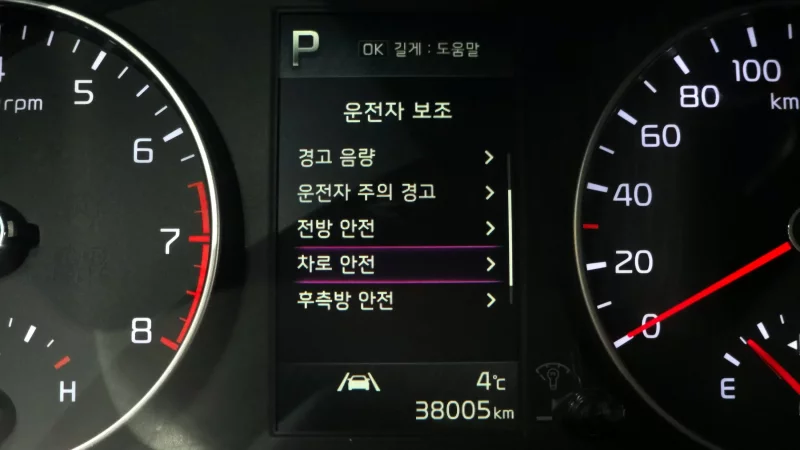 P
OK 길게 : 도움말
운전자 보조
경고 음량
운전자 주의 경고
전방 안전
차로 안전
후측방 안전
4℃
38005km
4
rpm
5
6
7
8
H
100
80
km
60
40
20
0
E